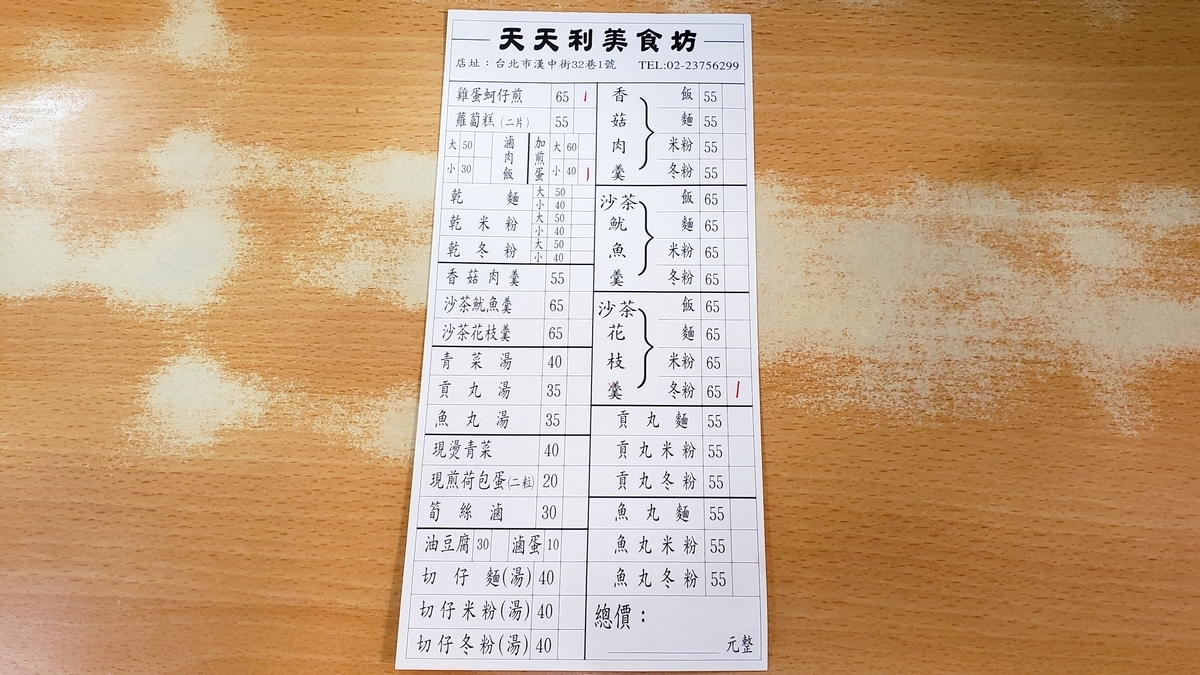 天天利美食坊
店址：台北市漢中街32巷1號 TEL:02-23756299
雞蛋蚵仔煎 65 1
蘿蔔糕（二片） 55
滷肉飯 大 50 小 30
加煎蛋 大 60 小 40 1
乾麵 大 50 小 40
乾米粉 大 50 小 40
乾冬粉 大 50 小 40
香菇肉羹 55
沙茶魷魚羹 65
沙茶花枝羹 65
青菜湯 40
貢丸湯 35
魚丸湯 35
現燙青菜 40
現煎荷包蛋(二粒) 20
筍絲滷 30
油豆腐 30 滷蛋 10
切仔麵(湯) 40
切仔米粉(湯) 40
切仔冬粉(湯) 40
香菇肉羹
飯 55
麵 55
米粉 55
冬粉 55
沙茶魷魚羹
飯 65
麵 65
米粉 65
冬粉 65
沙茶花枝羹
飯 65
麵 65
米粉 65
冬粉 65 1
貢丸麵 55
貢丸米粉 55
貢丸冬粉 55
魚丸麵 55
魚丸米粉 55
魚丸冬粉 55
總價：
元整